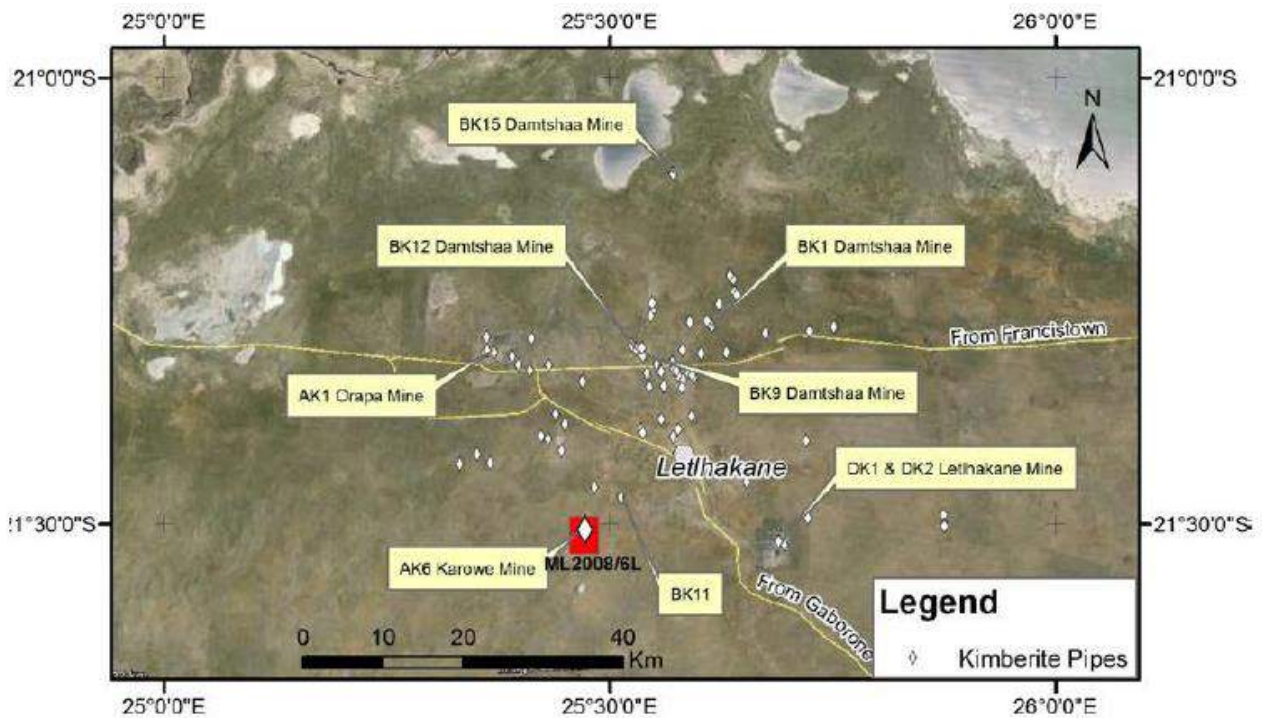 25°0'0"E 25°30'0"E 26°0'0"E
21°0'0"S 21°0'0"S
N
BK15 Damtshaa Mine
BK12 Damtshaa Mine
BK1 Damtshaa Mine
From Francistown
AK1 Orapa Mine
BK9 Damtshaa Mine
Letlhakane
DK1 & DK2 Letlhakane Mine
21°30'0"S 21°30'0"S
AK6 Karowe Mine
ML2008/6L
BK11
From Gaborone
Legend
0 10 20 40
Km
Kimberite Pipes
25°0'0"E 25°30'0"E 26°0'0"E